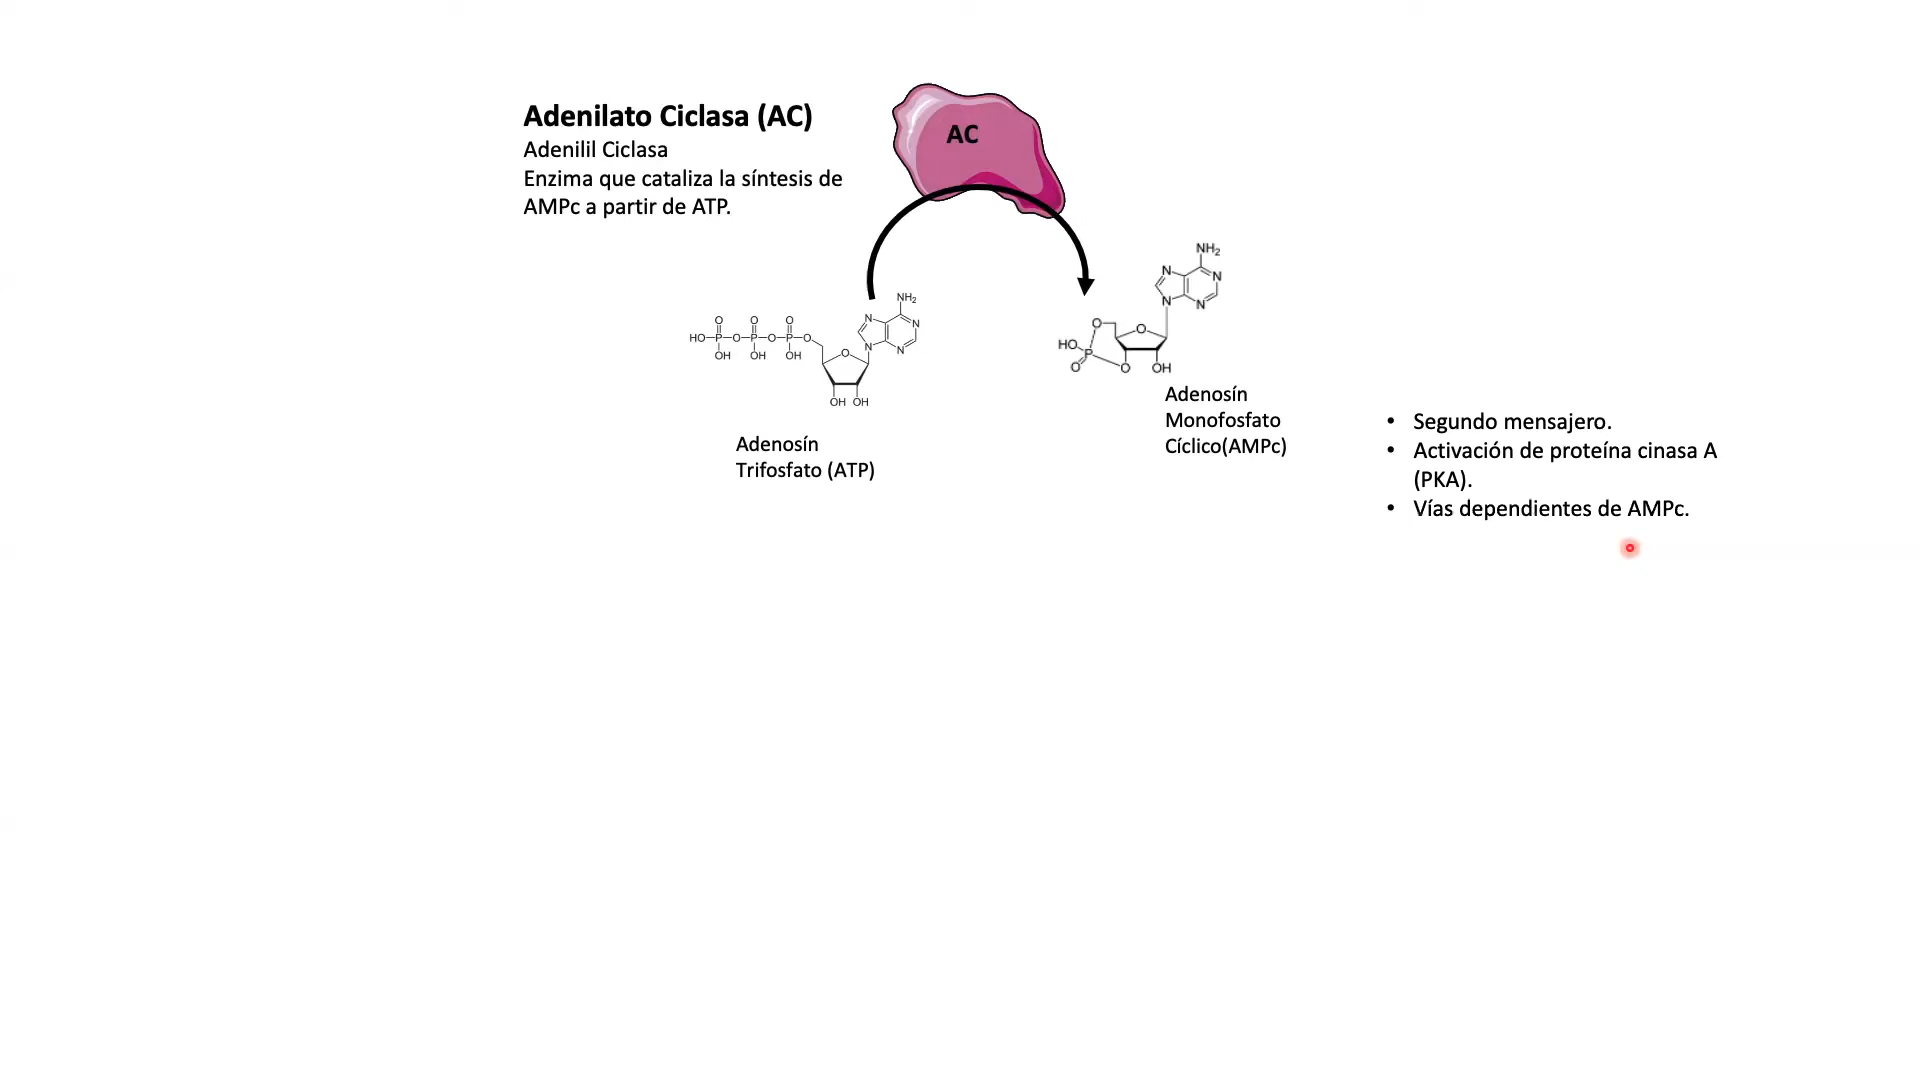 Adenilato Ciclasa (AC)
Adenilil Ciclasa
Enzima que cataliza la síntesis de
AMPc a partir de ATP.
AC
NH₂
N
N
N
N
O
O
O
HO
P
O
P
O
P
O
OH
OH
OH
O
OH
OH
Adenosín
Trifosfato (ATP)
NH₂
N
N
N
N
O
O
HO
P
O
O
OH
Adenosín
Monofosfato
Cíclico(AMPc)
• Segundo mensajero.
• Activación de proteína cinasa A
(PKA).
• Vías dependientes de AMPc.